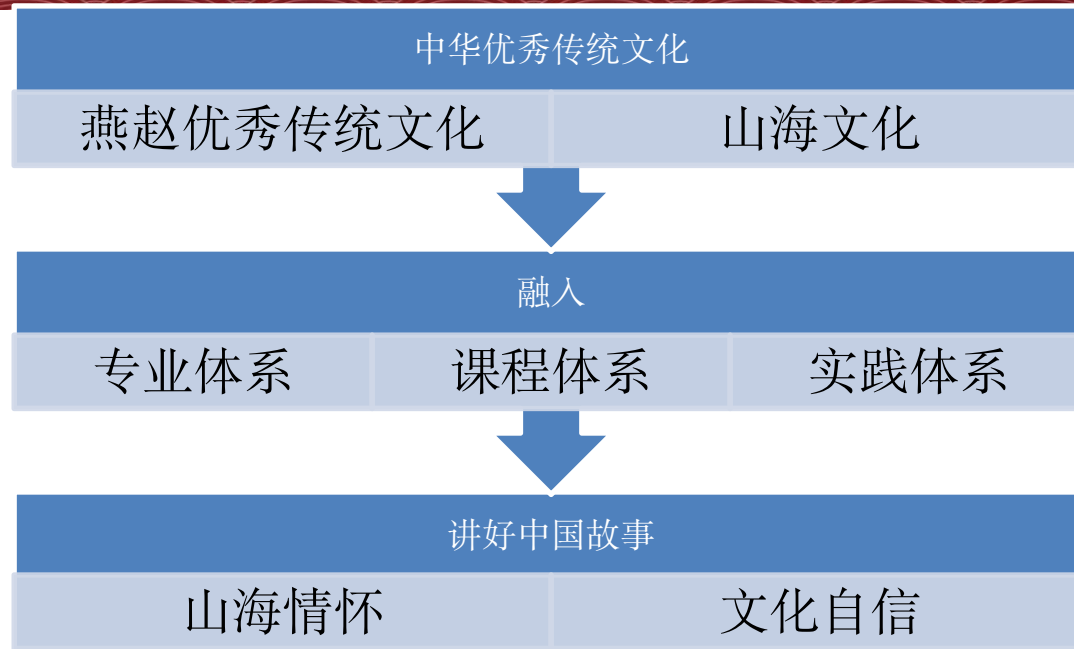 中华优秀传统文化
燕赵优秀传统文化 山海文化
融入
专业体系 课程体系 实践体系
讲好中国故事
山海情怀 文化自信